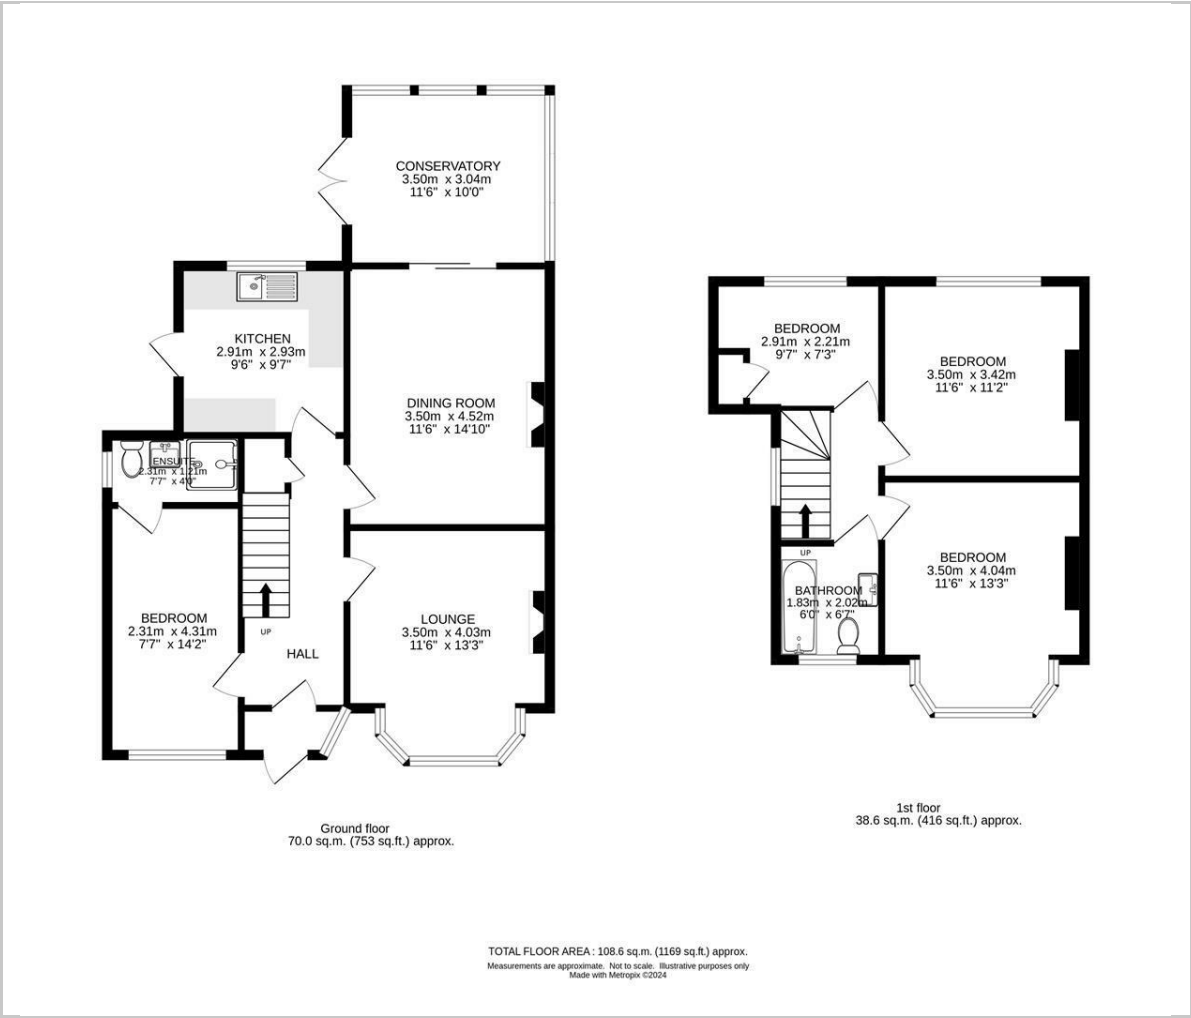 CONSERVATORY
3.50m x 3.04m
11'6" x 10'0"
KITCHEN
2.91m x 2.93m
9'6" x 9'7"
DINING ROOM
3.50m x 4.52m
11'6" x 14'10"
ENSUITE
2.31m x 1.21m
7'7" x 4'0"
BEDROOM
2.31m x 4.31m
7'7" x 14'2"
UP
HALL
LOUNGE
3.50m x 4.03m
11'6" x 13'3"
Ground floor
70.0 sq.m. (753 sq.ft.) approx.
BEDROOM
2.91m x 2.21m
9'7" x 7'3"
BEDROOM
3.50m x 3.42m
11'6" x 11'2"
UP
BATHROOM
1.83m x 2.02m
6'0" x 6'7"
BEDROOM
3.50m x 4.04m
11'6" x 13'3"
1st floor
38.6 sq.m. (416 sq.ft.) approx.
TOTAL FLOOR AREA : 108.6 sq.m. (1169 sq.ft.) approx.
Measurements are approximate. Not to scale. Illustrative purposes only
Made with Metropix ©2024